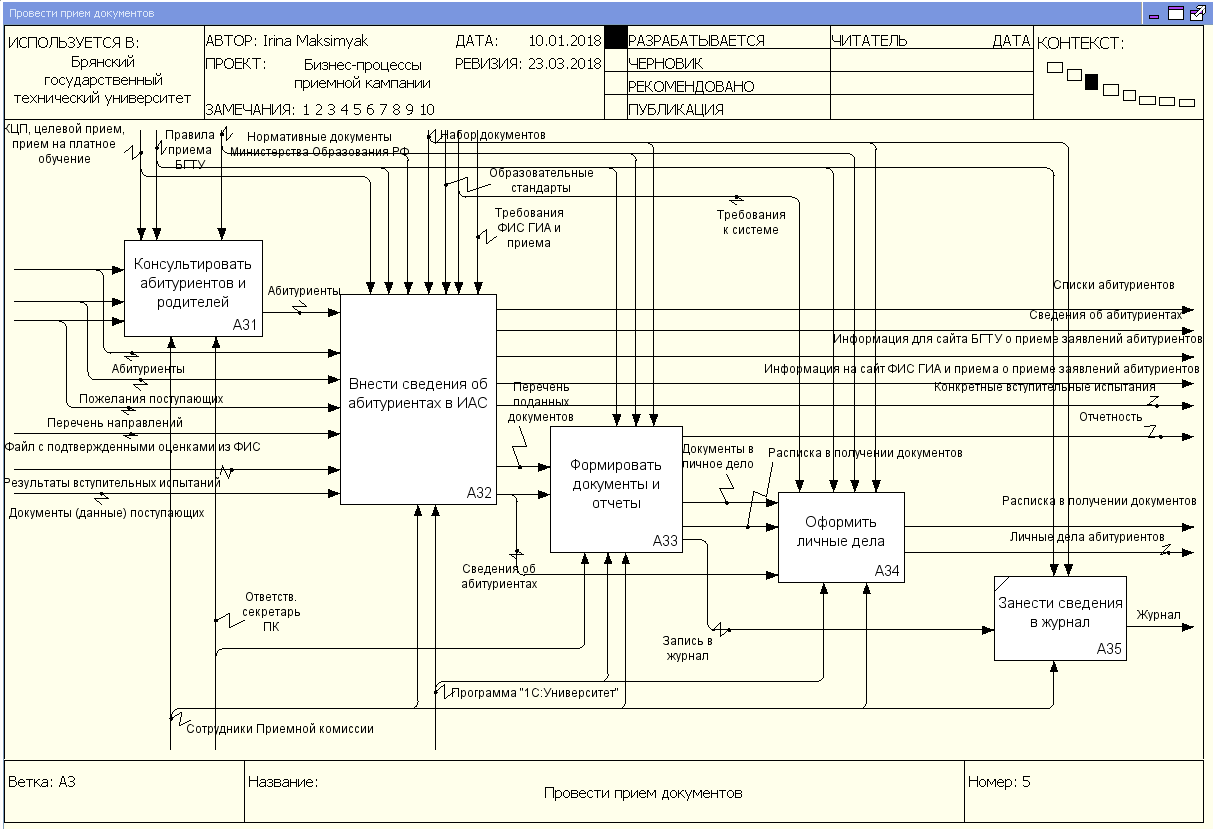 Провести прием документов
ИСПОЛЬЗУЕТСЯ В:
Брянский
государственный
технический университет
АВТОР: Irina Maksimyak
ДАТА: 10.01.2018
ПРОЕКТ: Бизнес-процессы
приемной кампании
РЕВИЗИЯ: 23.03.2018
ЗАМЕЧАНИЯ: 1 2 3 4 5 6 7 8 9 10
РАЗРАБАТЫВАЕТСЯ
ЧЕРНОВИК
РЕКОМЕНДОВАНО
ПУБЛИКАЦИЯ
ЧИТАТЕЛЬ
ДАТА
КОНТЕКСТ:
КЦП, целевой прием,
прием на платное
обучение
Правила
приема
БГТУ
Нормативные документы
Министерства Образования РФ
Набор документов
Образовательные
стандарты
Требования
ФИС ГИА и
приема
Требования
к системе
Консультировать
абитуриентов и
родителей
А31
Абитуриенты
Списки абитуриентов
Сведения об абитуриентах
Информация для сайта БГТУ о приеме заявлений абитуриентов
Информация на сайт ФИС ГИА и приема о приеме заявлений абитуриентов
Конкретные вступительные испытания
Отчетность
Абитуриенты
Пожелания поступающих
Перечень направлений
Файл с подтвержденными оценками из ФИС
Результаты вступительных испытаний
Документы (данные) поступающих
Внести сведения об
абитуриентах в ИАС
А32
Перечень
поданных
документов
Формировать
документы и
отчеты
А33
Документы в
личное дело
Расписка в получении документов
Оформить
личные дела
А34
Расписка в получении документов
Личные дела абитуриентов
Сведения об
абитуриентах
Занести сведения
в журнал
А35
Журнал
Запись в
журнал
Ответств.
секретарь
ПК
Программа "1С:Университет"
Сотрудники Приемной комиссии
Ветка: А3
Название:
Провести прием документов
Номер: 5